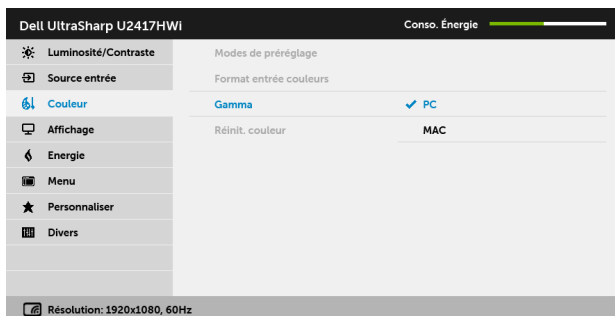 Dell UltraSharp U2417HWi
Conso. Énergie
Luminosité/Contraste
Modes de préréglage
Source entrée
Format entrée couleurs
Couleur
Gamma
PC
Affichage
Réinit. couleur
MAC
Energie
Menu
Personnaliser
Divers
Résolution: 1920x1080, 60Hz